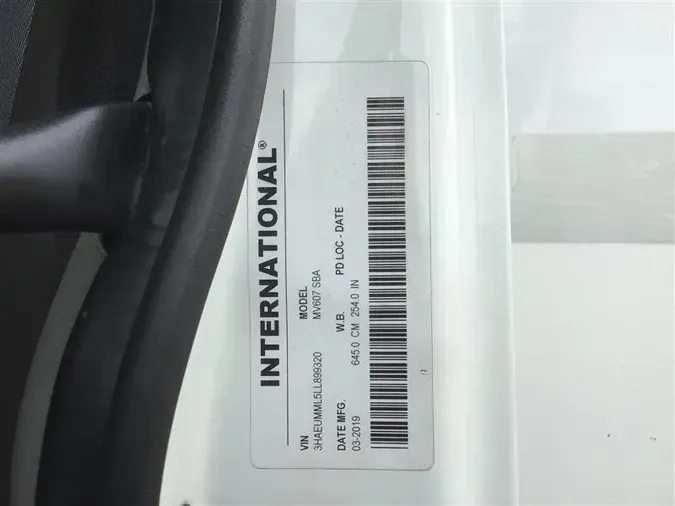 INTERNATIONAL®
VIN MODEL
3HAEUMML5LL899320 MV607 SBA
DATE MFG. W.B. PD LOC - DATE
03-2019 645.0 CM 254.0 IN